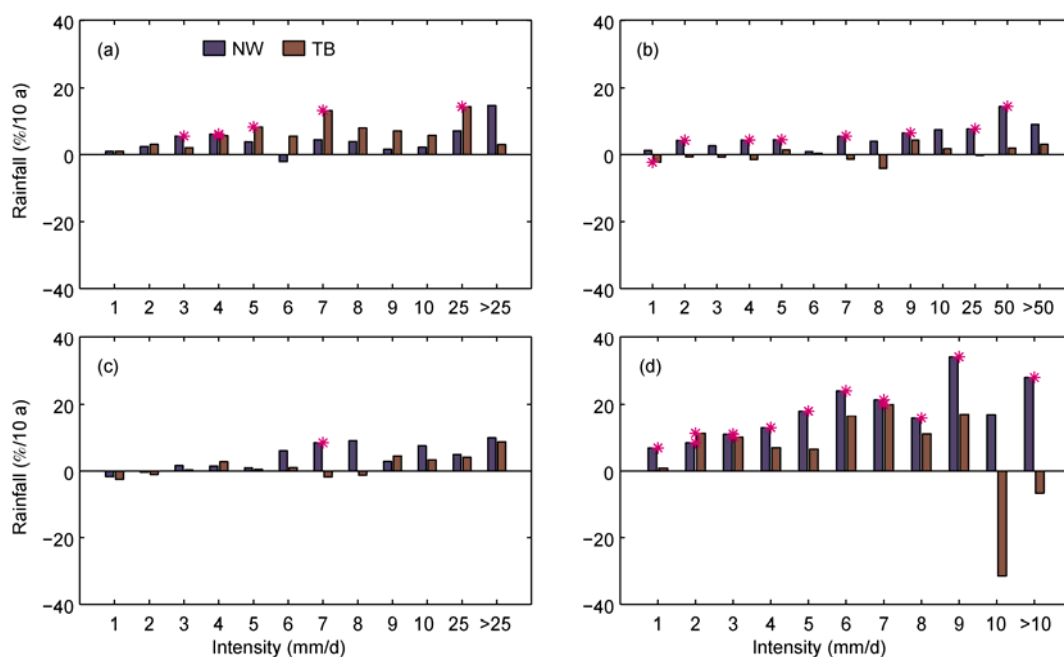 40
(a)
NW
TB
20
0
−20
−40
Rainfall (%/10 a)
1 2 3 4 5 6 7 8 9 10 25 >25
40
(b)
20
0
−20
−40
Rainfall (%/10 a)
1 2 3 4 5 6 7 8 9 10 25 50 >50
40
(c)
20
0
−20
−40
Rainfall (%/10 a)
1 2 3 4 5 6 7 8 9 10 25 >25
Intensity (mm/d)
40
(d)
20
0
−20
−40
Rainfall (%/10 a)
1 2 3 4 5 6 7 8 9 10 >10
Intensity (mm/d)